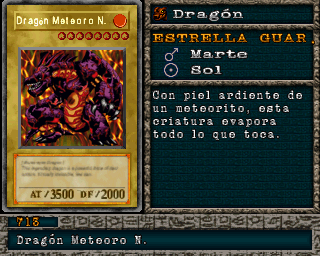 Dragón Meteoro N.
AT/3500 DF/2000
Dragón
ESTRELLA GUAR.
Marte
Sol
Con piel ardiente de
un meteorito, esta
criatura evapora
todo lo que toca.
713
Dragón Meteoro N.